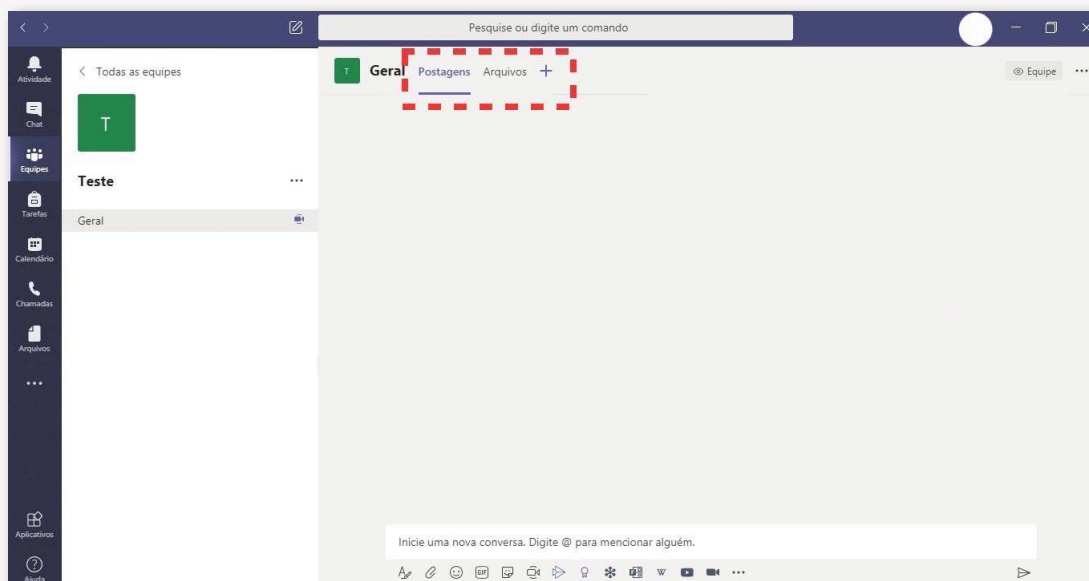 Pesquise ou digite um comando
Atividade
Chat
Equipes
Tarefas
Calendário
Chamadas
Arquivos
Aplicativos
Ajuda
Todas as equipes
T
Teste
Geral
T Geral Postagens Arquivos
Equipe
Inicie uma nova conversa. Digite @ para mencionar alguém.
GIF
W